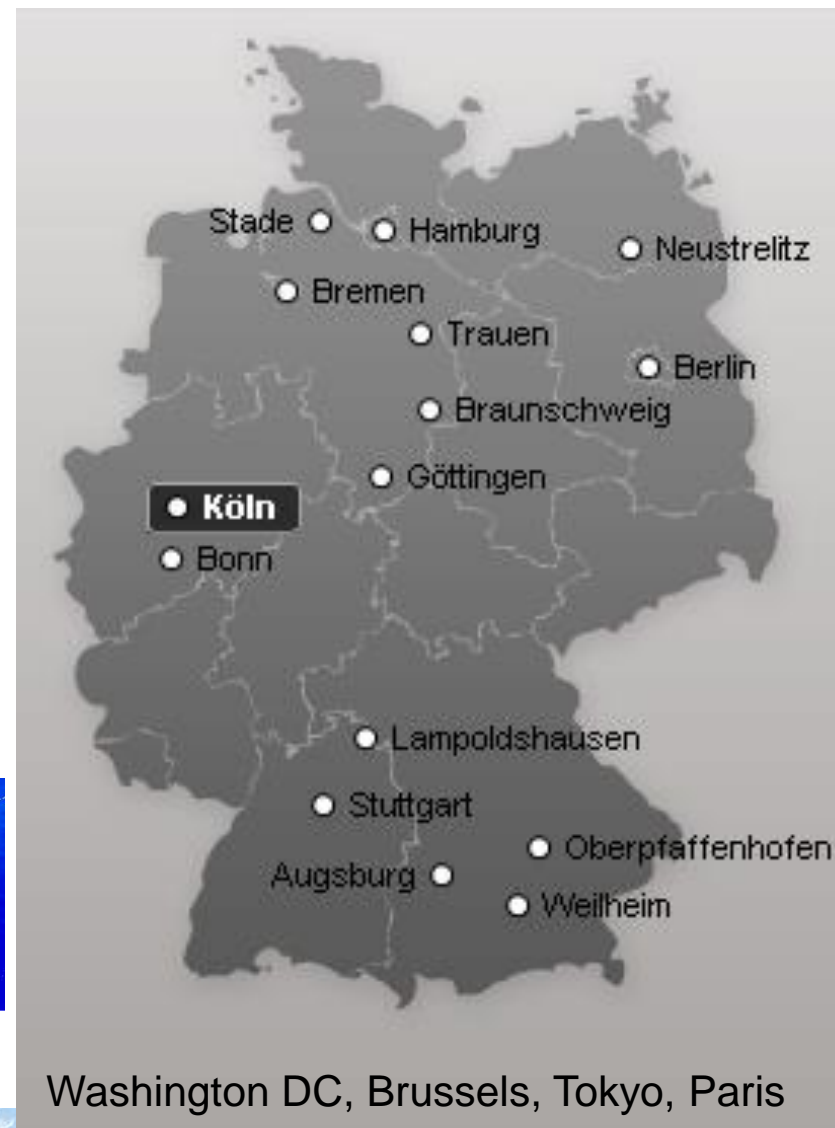 Stade
Hamburg
Neustrelitz
Bremen
Trauen
Berlin
Braunschweig
Göttingen
Köln
Bonn
Lampoldshausen
Stuttgart
Oberpfaffenhofen
Augsburg
Weilheim
Washington DC, Brussels, Tokyo, Paris